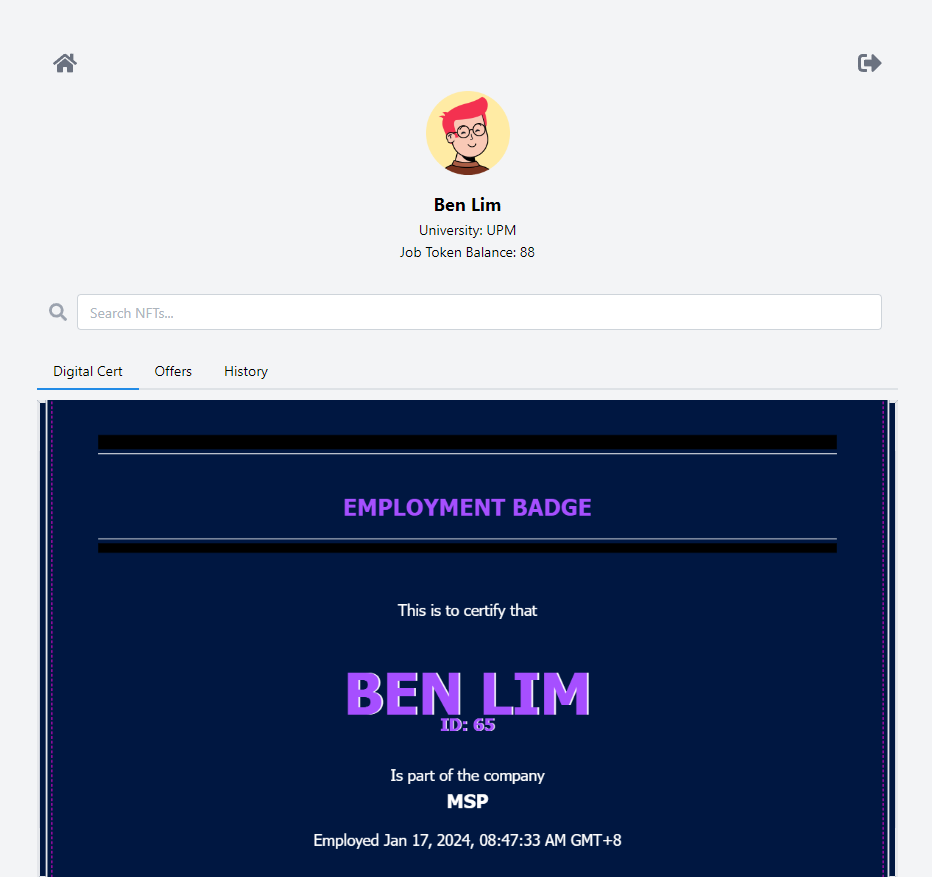 Ben Lim
University: UPM
Job Token Balance: 88
Search NFTs...
Digital Cert Offers History
EMPLOYMENT BADGE
This is to certify that
BEN LIM
ID: 65
Is part of the company
MSP
Employed Jan 17, 2024, 08:47:33 AM GMT+8